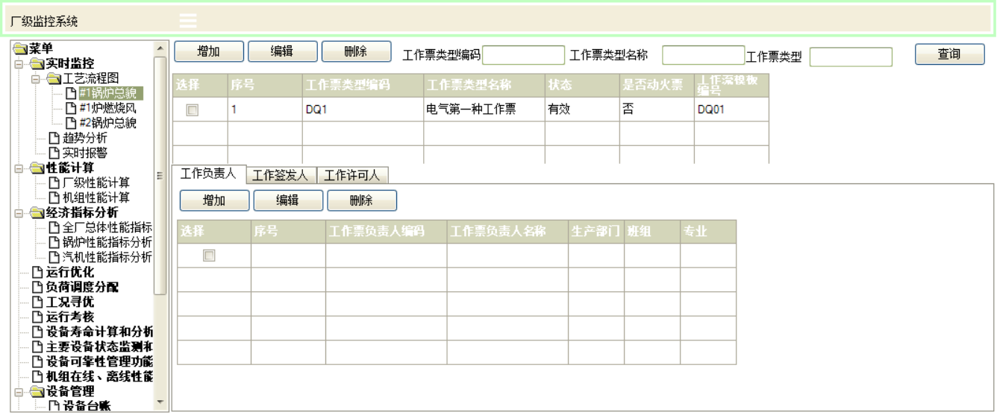 厂级监控系统
菜单
实时监控
工艺流程图
#1锅炉总貌
#1炉燃烧风
#2锅炉总貌
趋势分析
实时报警
性能计算
厂级性能计算
机组性能计算
经济指标分析
全厂总体性能指标
锅炉性能指标分析
汽机性能指标分析
运行优化
负荷调度分配
工况寻优
运行考核
设备寿命计算和分析
主要设备状态监测和
设备可靠性管理功能
机组在线、离线性能
设备管理
设备台账
增加 编辑 删除 工作票类型编码 工作票类型名称 工作票类型 查询
选择 序号 工作票类型编码 工作票类型名称 状态 是否动火票 工作流模板编号
1 DQ1 电气第一种工作票 有效 否 DQ01
工作负责人 工作签发人 工作许可人
增加 编辑 删除
选择 序号 工作票负责人编码 工作票负责人名称 生产部门 班组 专业